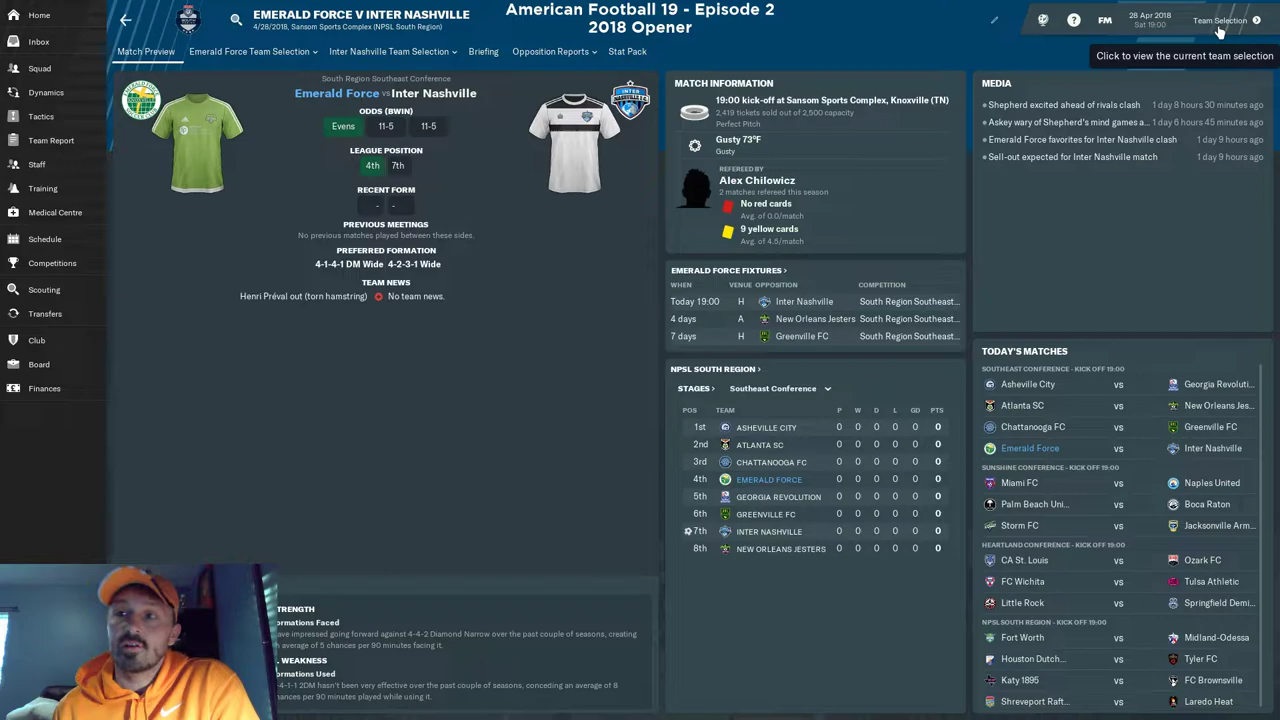 Home
Inbox
Squad
Dynamics
Tactics
Team Report
Staff
Training
Medical Centre
Schedule
Competitions
Scouting
Transfers
Club
Board
Finances
EMERALD FORCE V INTER NASHVILLE
4/28/2018, Sansom Sports Complex (NPSL South Region)
American Football 19 - Episode 2
2018 Opener
FM
28 Apr 2018
Sat 19:00
Team Selection
Click to view the current team selection
Match Preview
Emerald Force Team Selection
Inter Nashville Team Selection
Briefing
Opposition Reports
Stat Pack
South Region Southeast Conference
Emerald Force vs Inter Nashville
ODDS (BWIN)
Evens 11-5 11-5
LEAGUE POSITION
4th 7th
RECENT FORM
- -
PREVIOUS MEETINGS
No previous matches played between these sides.
PREFERRED FORMATION
4-1-4-1 DM Wide 4-2-3-1 Wide
TEAM NEWS
Henri Préval out (torn hamstring) No team news.
TRENGTH
ormations Faced
ave impressed going forward against 4-4-2 Diamond Narrow over the past couple of seasons, creating
average of 5 chances per 90 minutes facing it.
- WEAKNESS
ormations Used
4-1-1 2DM hasn't been very effective over the past couple of seasons, conceding an average of 8
hances per 90 minutes played while using it.
MATCH INFORMATION
19:00 kick-off at Sansom Sports Complex, Knoxville (TN)
2,419 tickets sold out of 2,500 capacity
Perfect Pitch
Gusty 73°F
Gusty
REFEREED BY
Alex Chilowicz
2 matches refereed this season
No red cards
Avg. of 0.0/match
9 yellow cards
Avg. of 4.5/match
EMERALD FORCE FIXTURES >
WHEN VENUE OPPOSITION COMPETITION
Today 19:00 H Inter Nashville South Region Southeast...
4 days A New Orleans Jesters South Region Southeast...
7 days H Greenville FC South Region Southeast...
NPSL SOUTH REGION >
STAGES > Southeast Conference
POS TEAM P W D L GD PTS
1st ASHEVILLE CITY 0 0 0 0 0 0
2nd ATLANTA SC 0 0 0 0 0 0
3rd CHATTANOOGA FC 0 0 0 0 0 0
4th EMERALD FORCE 0 0 0 0 0 0
5th GEORGIA REVOLUTION 0 0 0 0 0 0
6th GREENVILLE FC 0 0 0 0 0 0
7th INTER NASHVILLE 0 0 0 0 0 0
8th NEW ORLEANS JESTERS 0 0 0 0 0 0
MEDIA
Shepherd excited ahead of rivals clash 1 day 8 hours 30 minutes ago
Askey wary of Shepherd's mind games a... 1 day 6 hours 45 minutes ago
Emerald Force favorites for Inter Nashville clash 1 day 9 hours ago
Sell-out expected for Inter Nashville match 1 day 9 hours ago
TODAY'S MATCHES
SOUTHEAST CONFERENCE - KICK OFF 19:00
Asheville City vs Georgia Revoluti...
Atlanta SC vs New Orleans Jes...
Chattanooga FC vs Greenville FC
Emerald Force vs Inter Nashville
SUNSHINE CONFERENCE - KICK OFF 19:00
Miami FC vs Naples United
Palm Beach Uni... vs Boca Raton
Storm FC vs Jacksonville Arm...
HEARTLAND CONFERENCE - KICK OFF 19:00
CA St. Louis vs Ozark FC
FC Wichita vs Tulsa Athletic
Little Rock vs Springfield Demi...
NPSL SOUTH REGION - KICK OFF 19:00
Fort Worth vs Midland-Odessa
Houston Dutch... vs Tyler FC
Katy 1895 vs FC Brownsville
Shreveport Raft... vs Laredo Heat